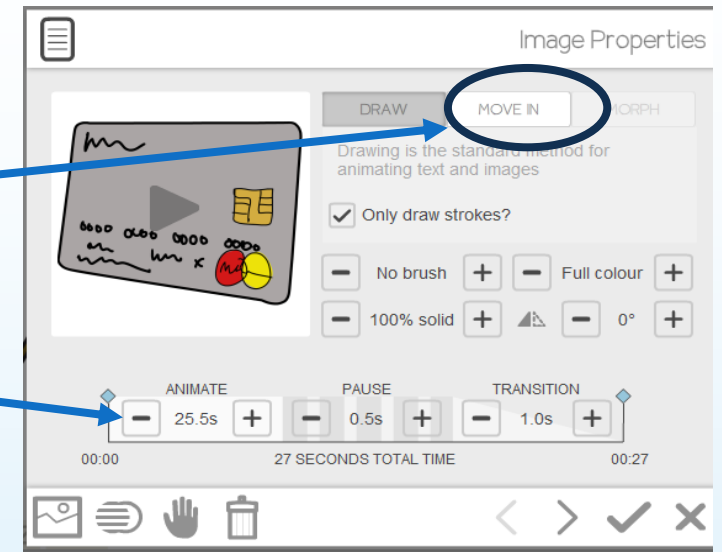 Image Properties
DRAW MOVE IN MORPH
Drawing is the standard method for
animating text and images
Only draw strokes?
No brush Full colour
100% solid 0°
ANIMATE PAUSE TRANSITION
25.5s 0.5s 1.0s
00:00 27 SECONDS TOTAL TIME 00:27